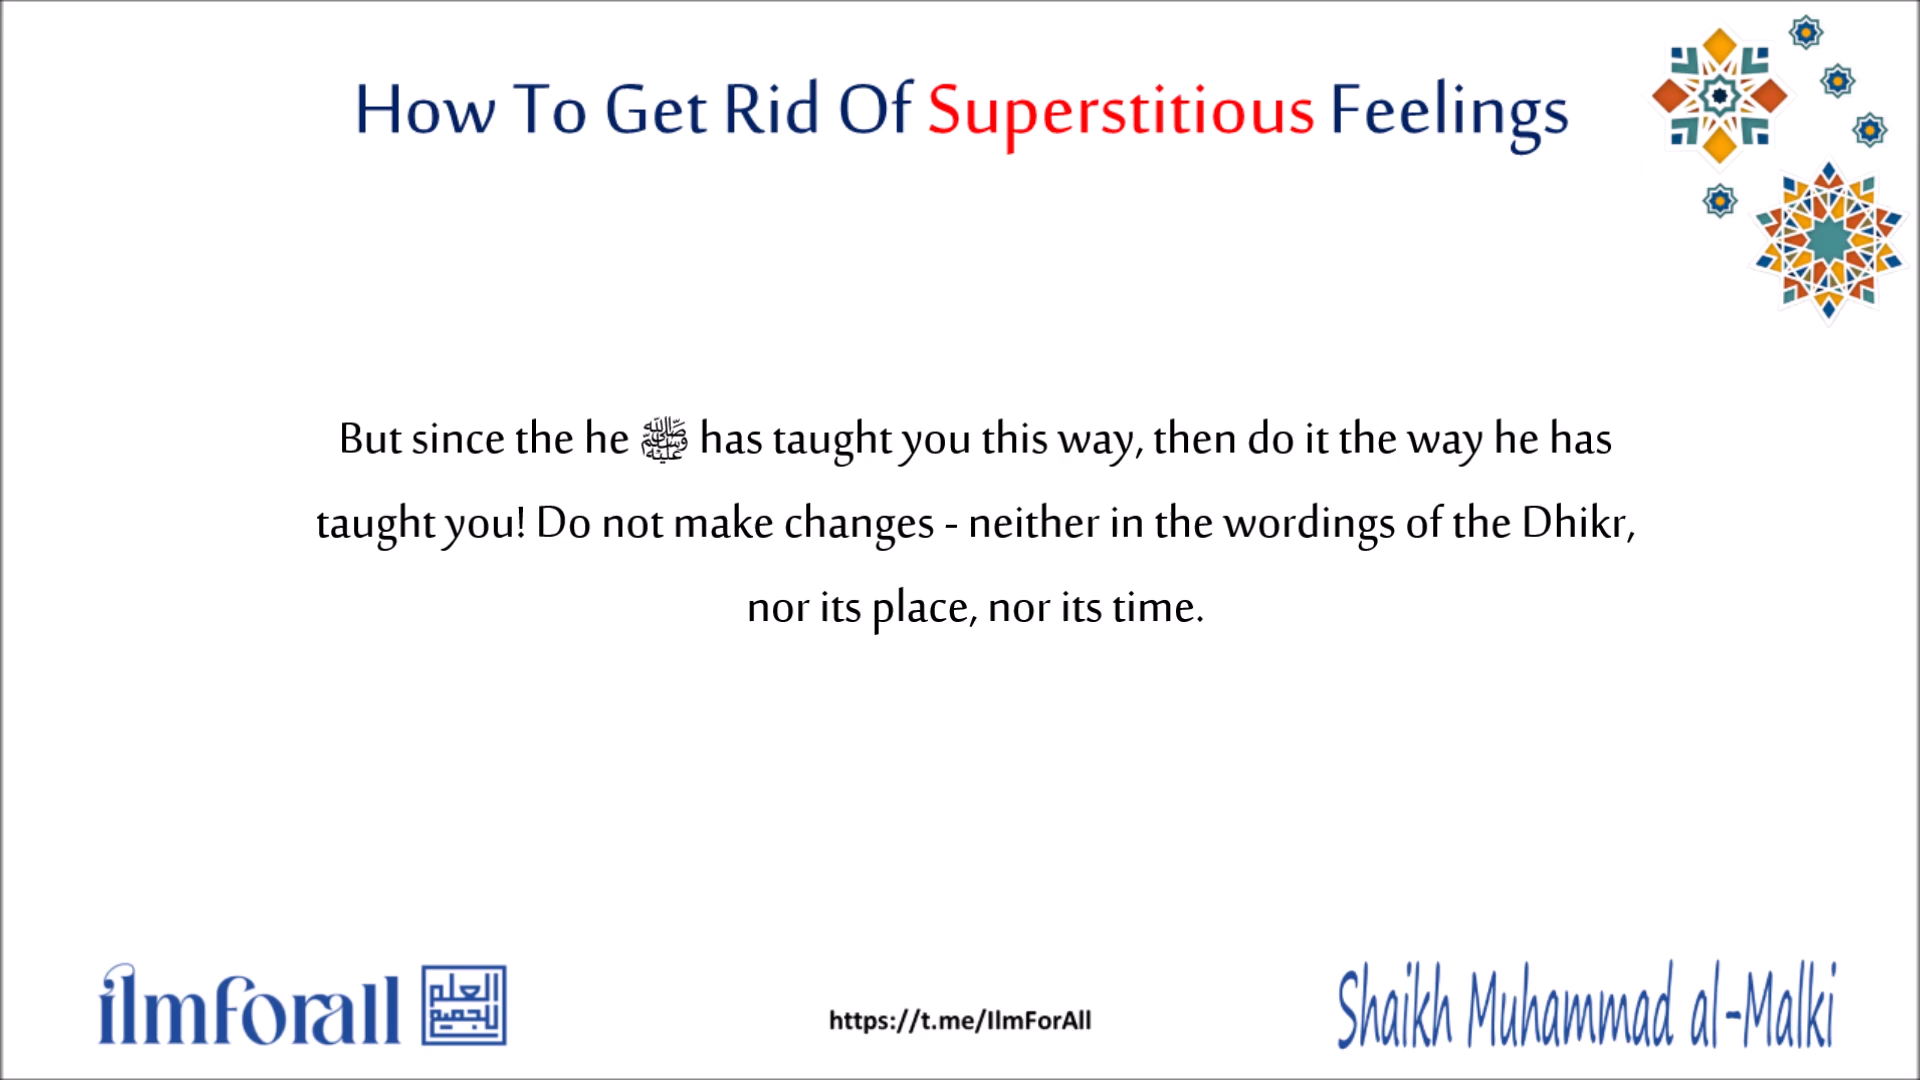 How To Get Rid Of Superstitious Feelings
But since the he ﷺ has taught you this way, then do it the way he has
taught you! Do not make changes - neither in the wordings of the Dhikr,
nor its place, nor its time.
ilmforall
العلم
للجميع
https://t.me/IlmForAll
Shaikh Muhammad al-Malki